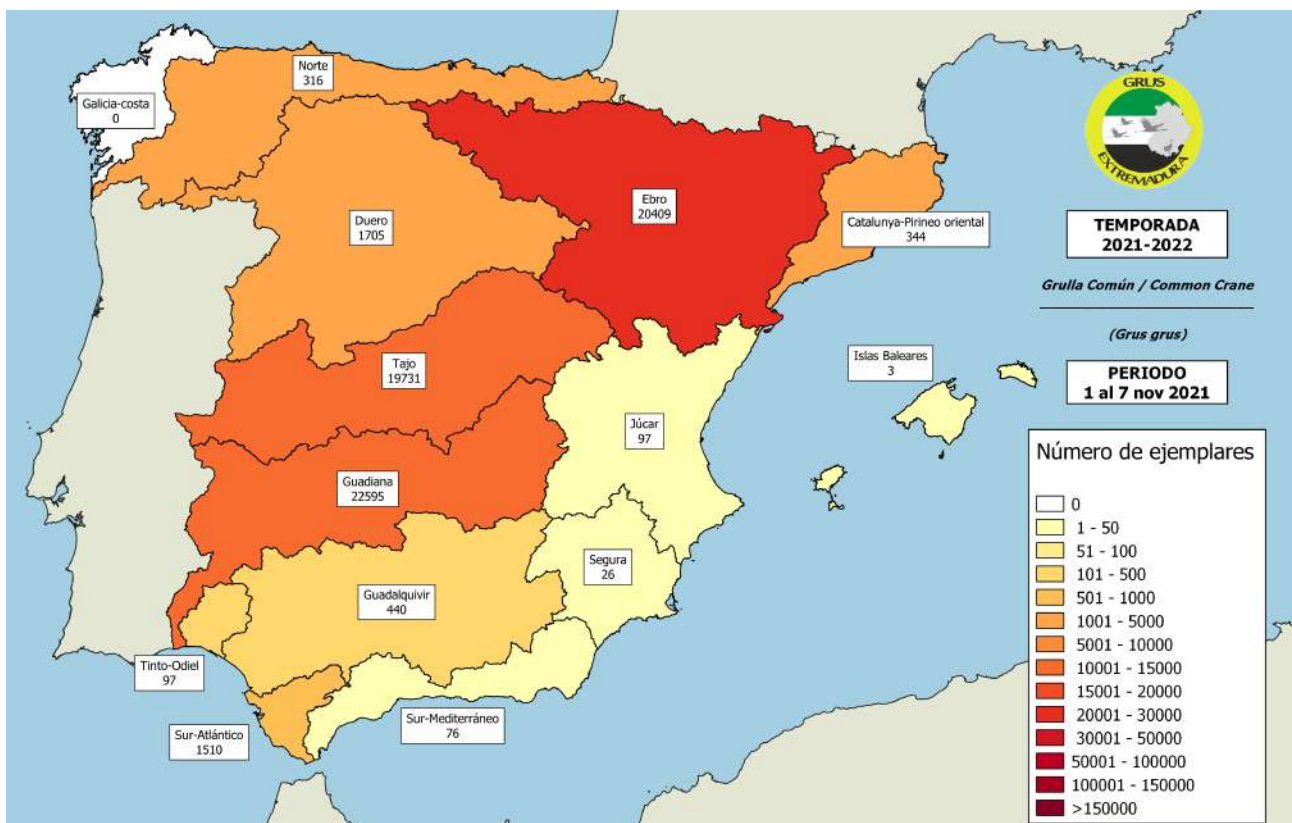 Norte
316
Galicia-costa
0
Duero
1705
Ebro
20409
Catalunya-Pirineo oriental
344
Tajo
19731
Islas Baleares
3
Júcar
97
Guadiana
22595
Segura
26
Guadalquivir
440
Tinto-Odiel
97
Sur-Atlántico
1510
Sur-Mediterráneo
76
GRUS
EXTREMADURA
TEMPORADA
2021-2022
Grulla Común / Common Crane
(Grus grus)
PERIODO
1 al 7 nov 2021
Número de ejemplares
0
1 - 50
51 - 100
101 - 500
501 - 1000
1001 - 5000
5001 - 10000
10001 - 15000
15001 - 20000
20001 - 30000
30001 - 50000
50001 - 100000
100001 - 150000
>150000